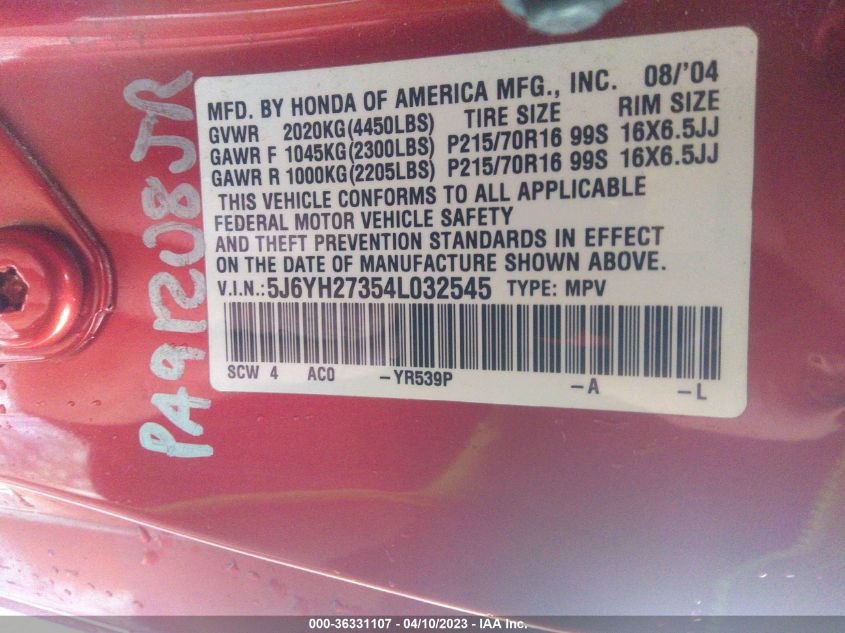 MFD. BY HONDA OF AMERICA MFG., INC. 08/'04
GVWR 2020KG(4450LBS) TIRE SIZE RIM SIZE
GAWR F 1045KG(2300LBS) P215/70R16 99S 16X6.5JJ
GAWR R 1000KG(2205LBS) P215/70R16 99S 16X6.5JJ
THIS VEHICLE CONFORMS TO ALL APPLICABLE
FEDERAL MOTOR VEHICLE SAFETY
AND THEFT PREVENTION STANDARDS IN EFFECT
ON THE DATE OF MANUFACTURE SHOWN ABOVE.
V.I.N.:5J6YH27354L032545 TYPE: MPV
SCW 4 ACO -YR539P -A -L
000-36331107 - 04/10/2023 - IAA Inc.